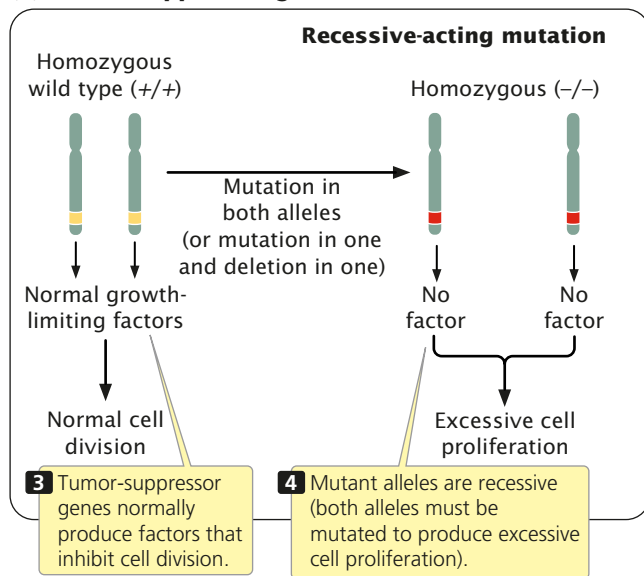 Recessive-acting mutation
Homozygous
wild type (+/+)
Homozygous (–/–)
Mutation in
both alleles
(or mutation in one
and deletion in one)
Normal growth-
limiting factors
No
factor
No
factor
Normal cell
division
Excessive cell
proliferation
3 Tumor-suppressor
genes normally
produce factors that
inhibit cell division.
4 Mutant alleles are recessive
(both alleles must be
mutated to produce excessive
cell proliferation).